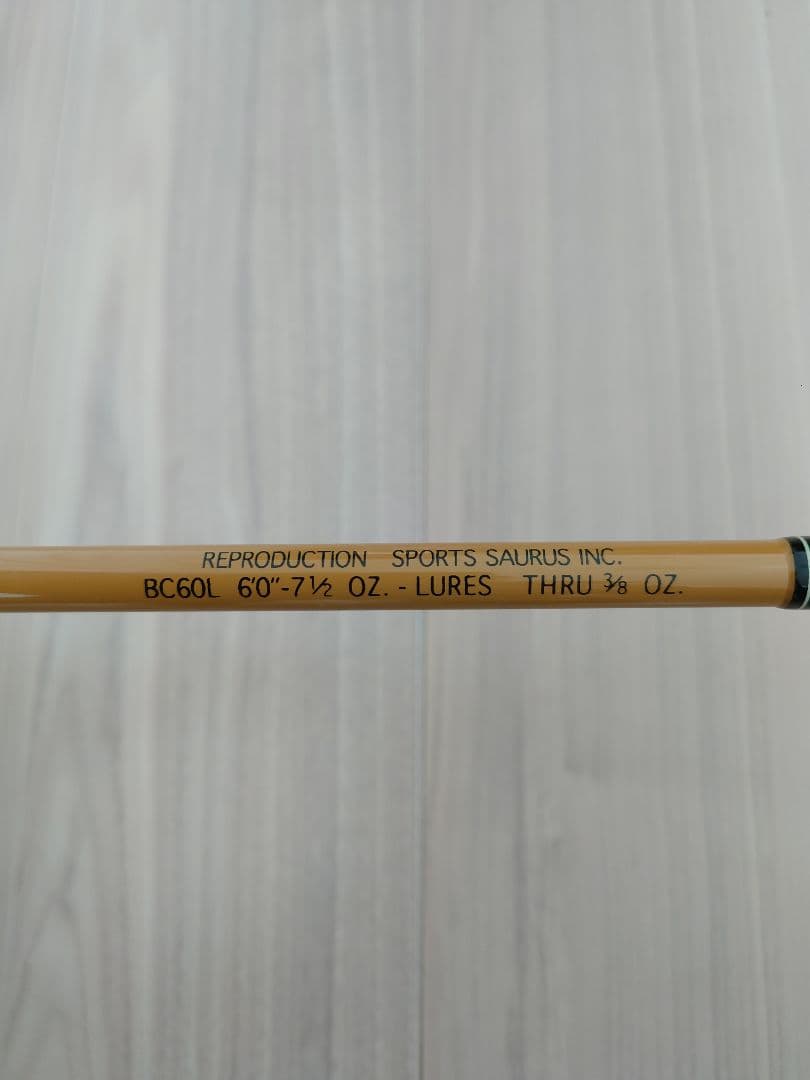 REPRODUCTION SPORTS SAURUS INC.
BC60L 6'0"-7½ OZ. - LURES THRU ⅜ OZ.